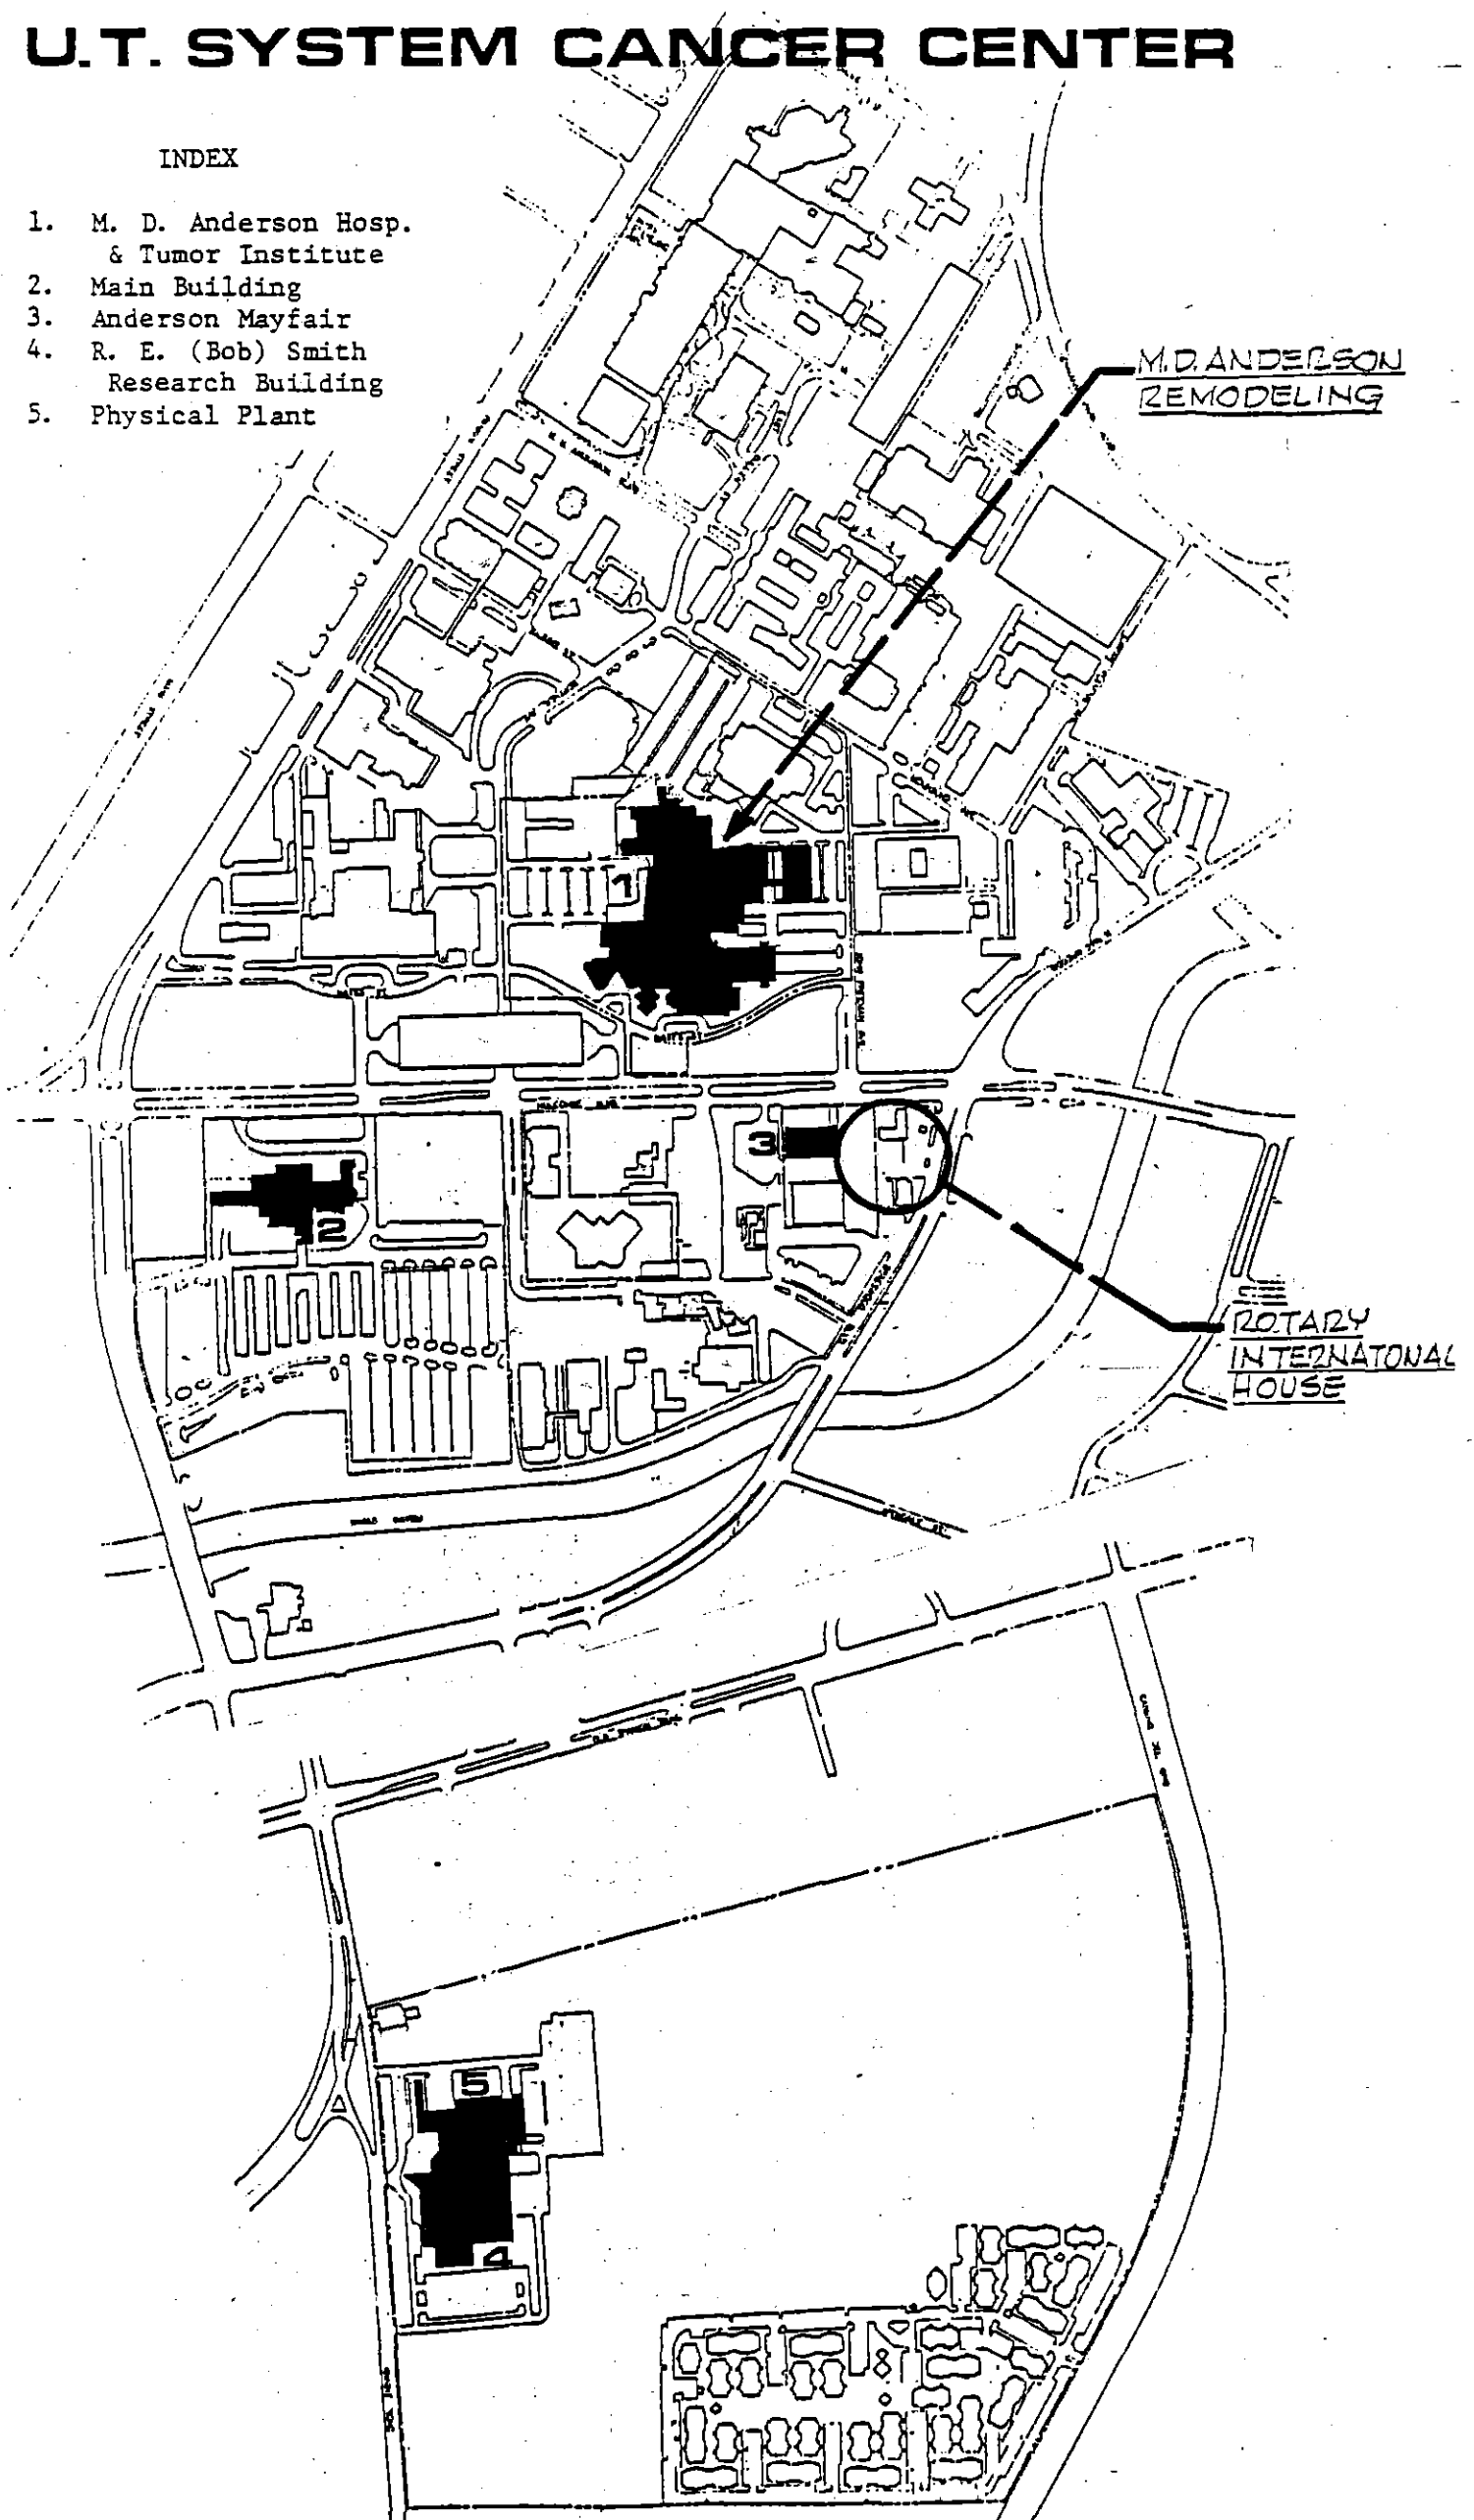 U.T. SYSTEM CANCER CENTER
INDEX
1. M. D. Anderson Hosp.
& Tumor Institute
2. Main Building
3. Anderson Mayfair
4. R. E. (Bob) Smith
Research Building
5. Physical Plant
M.D. ANDERSON
REMODELING
1
3
2
ROTARY
INTERNATONAL
HOUSE
5
4